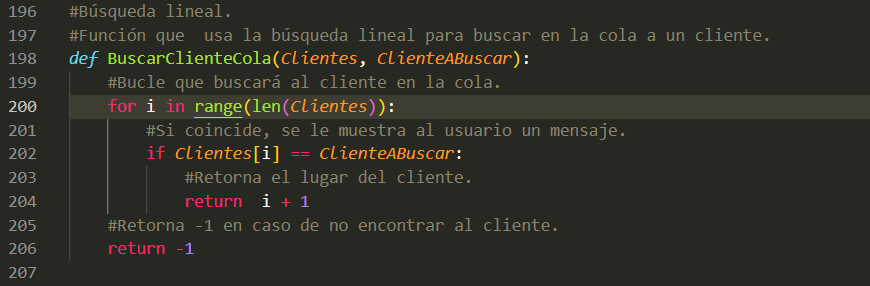 196 #Búsqueda lineal.
197 #Función que  usa la búsqueda lineal para buscar en la cola a un cliente.
198 def BuscarClienteCola(Clientes, ClienteABuscar):
199     #Bucle que buscará al cliente en la cola.
200     for i in range(len(Clientes)):
201         #Si coincide, se le muestra al usuario un mensaje.
202         if Clientes[i] == ClienteABuscar:
203             #Retorna el lugar del cliente.
204             return  i + 1
205     #Retorna -1 en caso de no encontrar al cliente.
206     return -1
207